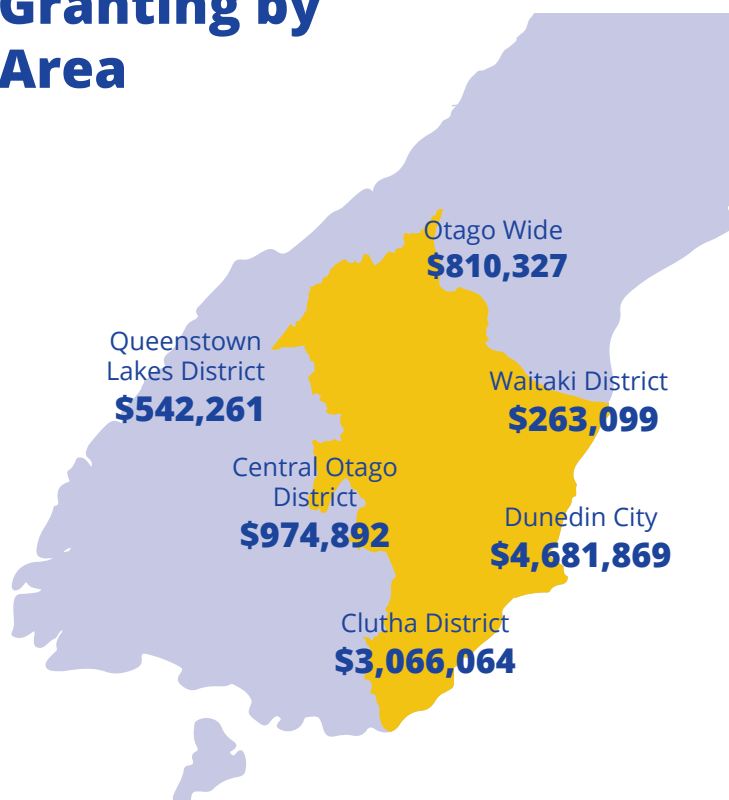 Granting by
Area
Otago Wide
$810,327
Queenstown
Lakes District
$542,261
Waitaki District
$263,099
Central Otago
District
$974,892
Dunedin City
$4,681,869
Clutha District
$3,066,064